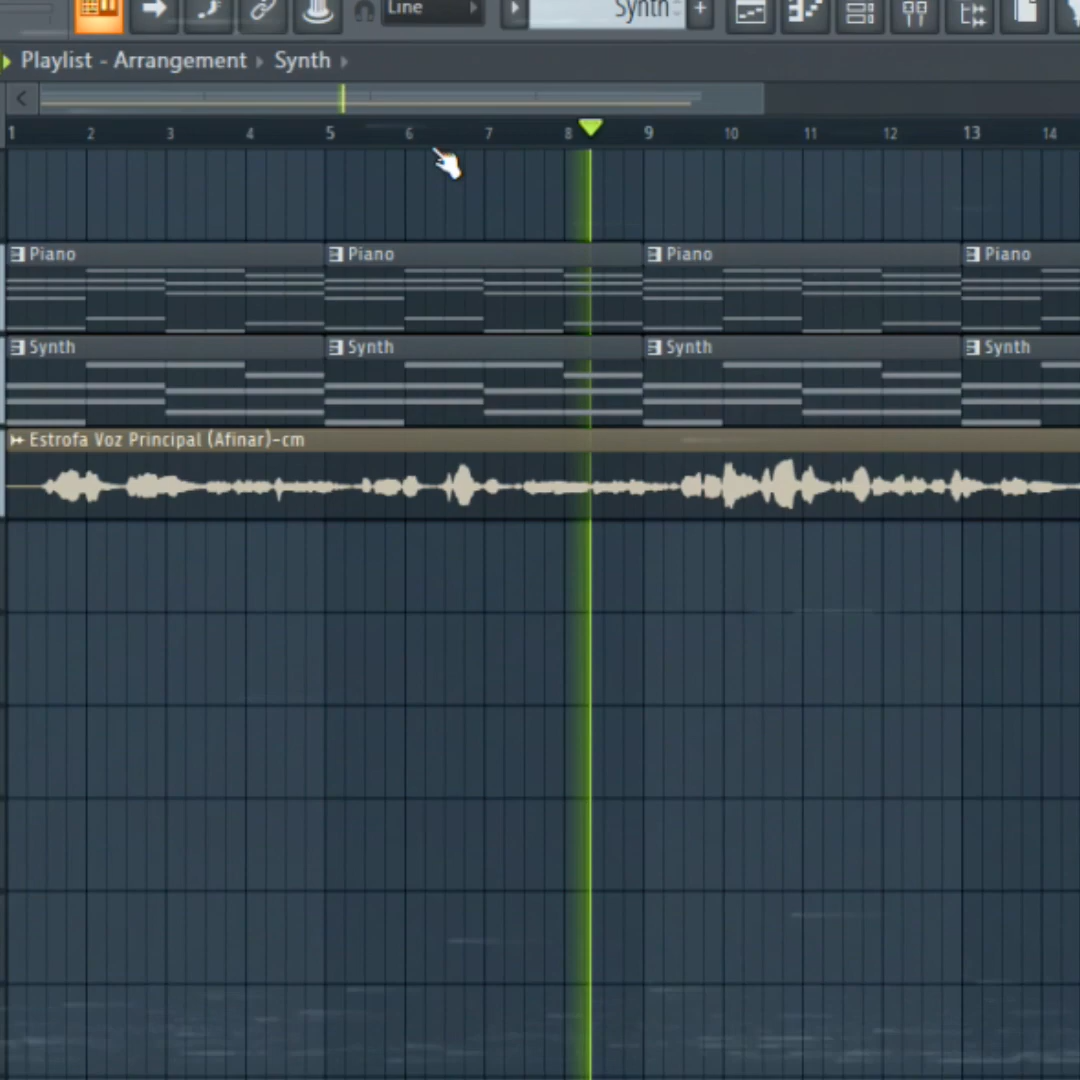 Line
Synth
+
Playlist - Arrangement ▸ Synth ▸
1 2 3 4 5 6 7 8 9 10 11 12 13 14
Piano Piano Piano Piano
Synth Synth Synth Synth
Estrofa Voz Principal (Afinar)-cm